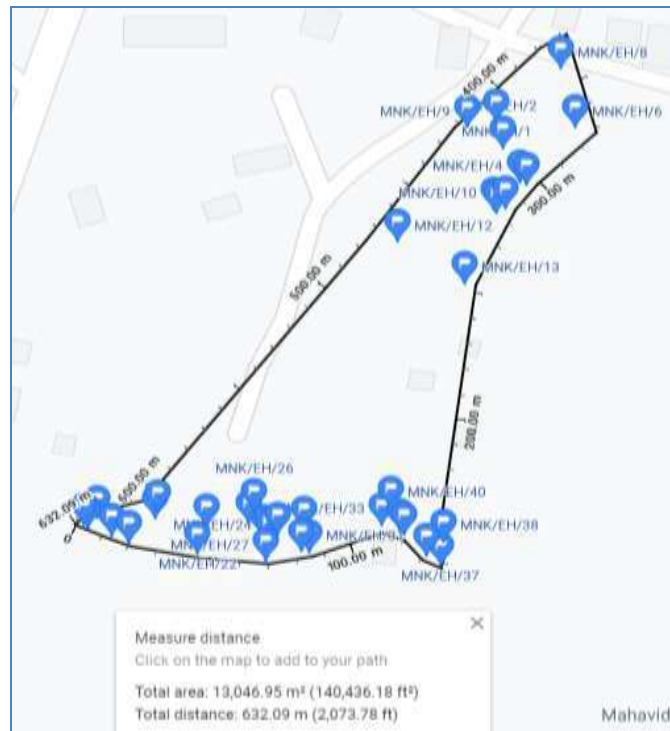 MNK/EH/8
400.00 m
MNK/EH/9
EH/2
MNK/EH/6
MNK/EH/4
MNK/EH/10
300.00 m
MNK/EH/12
MNK/EH/13
500.00 m
200.00 m
600.00 m
MNK/EH/26
MNK/EH/40
632.09 m
MNK/EH/24
EH/33
MNK/EH/38
0
MNK/EH/27
MNK/EH/22
100.00 m
MNK/EH/37
Measure distance
Click on the map to add to your path
Total area: 13,046.95 m² (140,436.18 ft²)
Total distance: 632.09 m (2,073.78 ft)
Mahavid